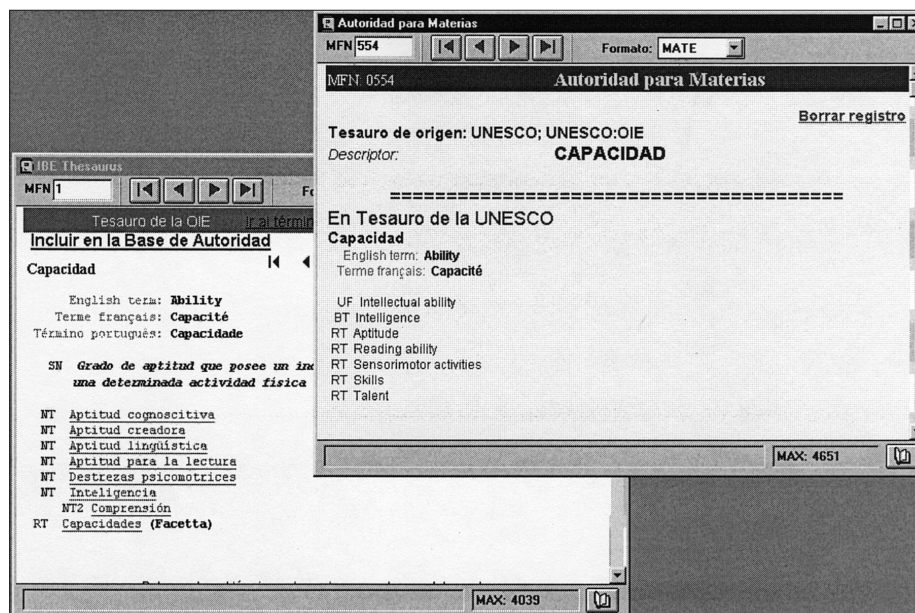 Autoridad para Materias
MFN 554
Formato: MATE
MFN: 0554 Autoridad para Materias
Borrar registro
Tesauro de origen: UNESCO; UNESCO:OIE
Descriptor: CAPACIDAD
==============================================
En Tesauro de la UNESCO
Capacidad
English term: Ability
Terme français: Capacité
UF Intellectual ability
BT Intelligence
RT Aptitude
RT Reading ability
RT Sensorimotor activities
RT Skills
RT Talent
MAX: 4651
IBE Thesaurus
MFN 1
Tesauro de la OIE Ir al
Incluir en la Base de Autoridad
Capacidad
English term: Ability
Terme français: Capacité
Término portugués: Capacidade
SN Grado de aptitud que posee un
una determinada actividad física
NT Aptitud cognoscitiva
NT Aptitud creadora
NT Aptitud lingüística
NT Aptitud para la lectura
NT Destrezas psicomotrices
NT Inteligencia
NT2 Comprensión
RT Capacidades (Facetta)
MAX: 4039